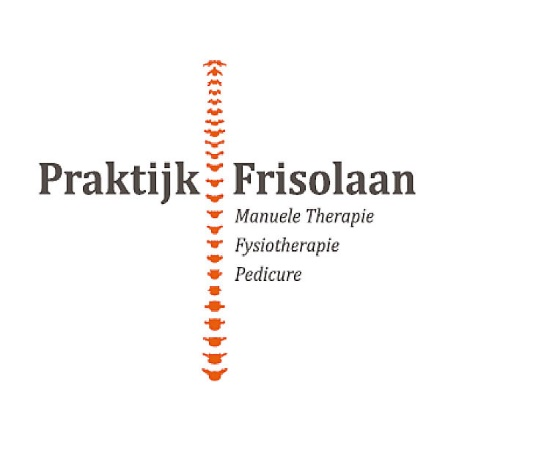 Praktijk Frisolaan
Manuele Therapie
Fysiotherapie
Pedicure